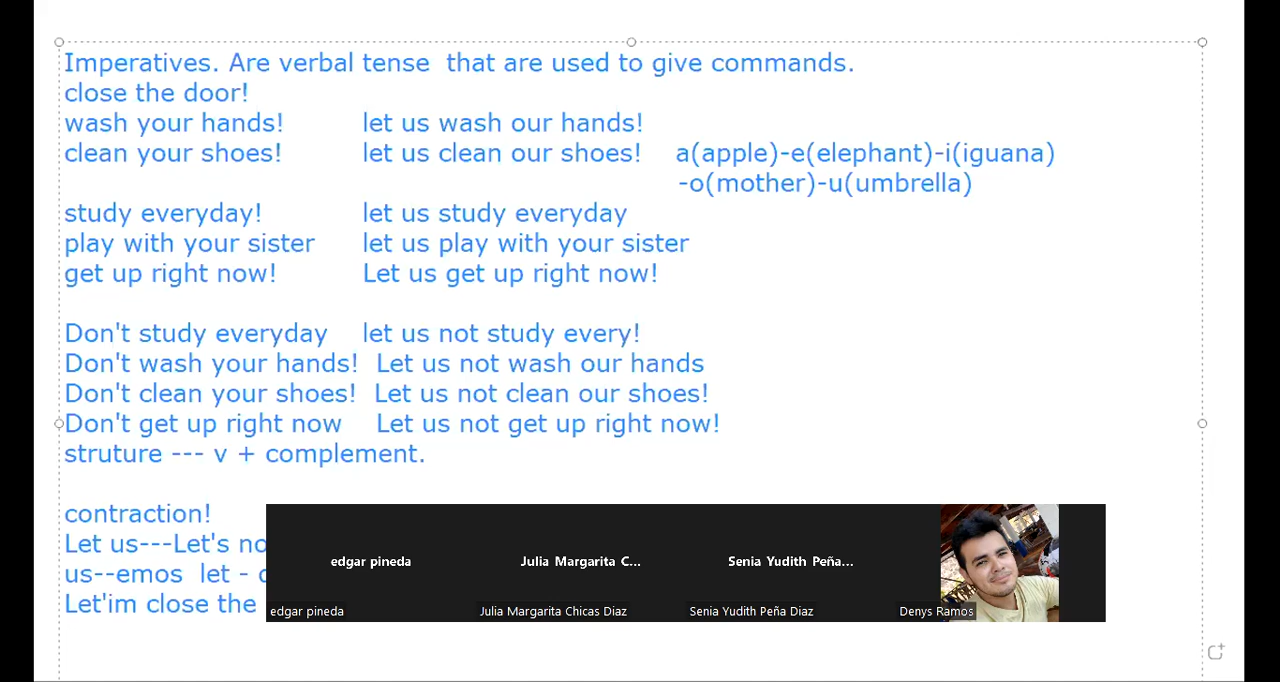 Imperatives. Are verbal tense that are used to give commands.
close the door!
wash your hands! let us wash our hands!
clean your shoes! let us clean our shoes! a(apple)-e(elephant)-i(iguana)
-o(mother)-u(umbrella)
study everyday! let us study everyday
play with your sister let us play with your sister
get up right now! Let us get up right now!
Don't study everyday let us not study every!
Don't wash your hands! Let us not wash our hands
Don't clean your shoes! Let us not clean our shoes!
Don't get up right now Let us not get up right now!
struture --- v + complement.
contraction!
Let us---Let's
us--emos let -
Let'im close the
edgar pineda Julia Margarita C... Senia Yudith Peña...
edgar pineda Julia Margarita Chicas Diaz Senia Yudith Peña Diaz Denys Ramos